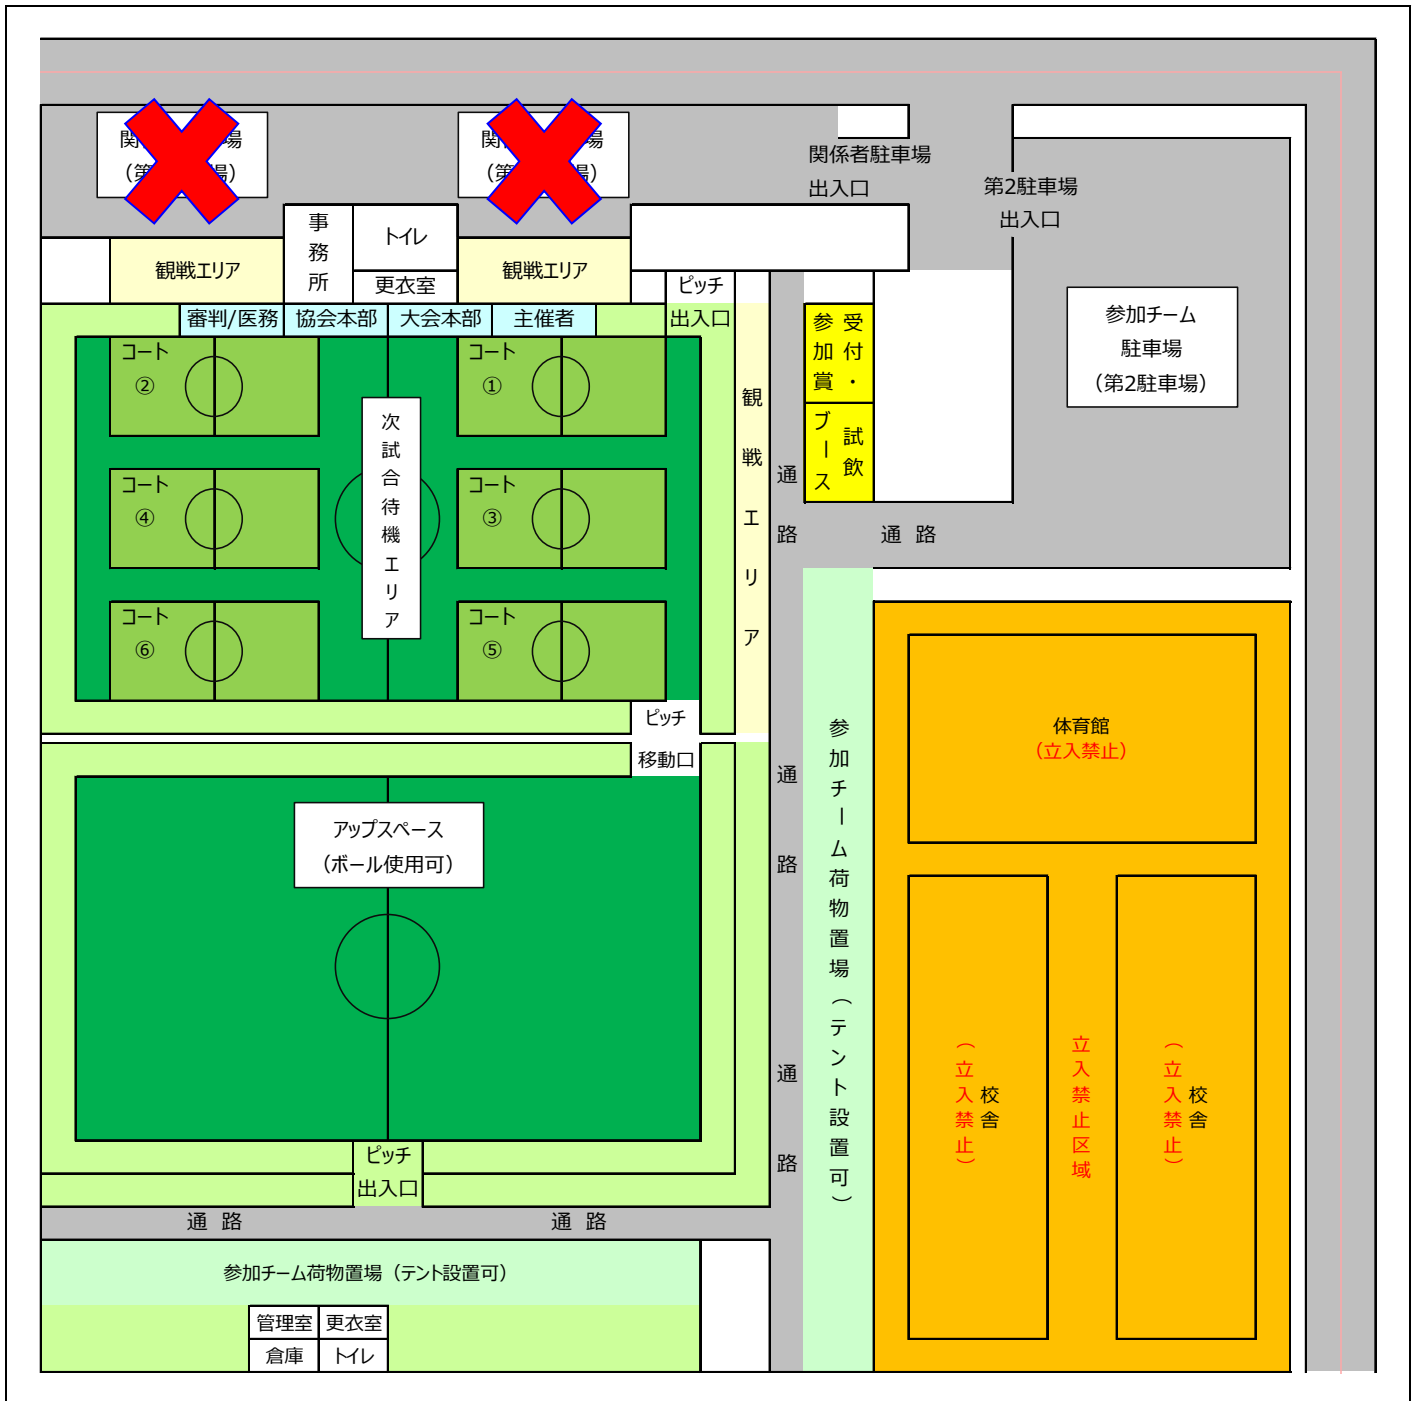 関 場
(第 場)
関 場
(第 場)
関係者駐車場
出入口
第2駐車場
出入口
事務所
トイレ
更衣室
観戦エリア
観戦エリア
ピッチ
出入口
審判/医務
協会本部
大会本部
主催者
参加チーム
駐車場
(第2駐車場)
受付・
参加賞
試飲
ブース
コート
②
コート
①
コート
④
コート
③
コート
⑥
コート
⑤
次試合待機エリア
観戦エリア
通路
通 路
ピッチ
移動口
アップスペース
(ボール使用可)
通路
通路
参加チーム荷物置場(テント設置可)
体育館
(立入禁止)
校舎
(立入禁止)
立入禁止区域
校舎
(立入禁止)
ピッチ
出入口
通 路
通 路
参加チーム荷物置場(テント設置可)
管理室
更衣室
倉庫
トイレ